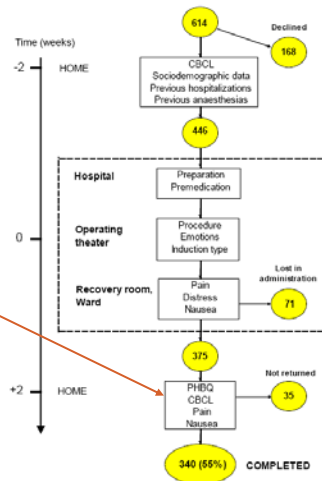 614
Declined
168
Time (weeks)
-2
HOME
CBCL
Sociodemographic data
Previous hospitalizations
Previous anaesthesias
446
Hospital
Preparation
Premedication
0
Operating
theater
Procedure
Emotions
Induction type
Recovery room,
Ward
Pain
Distress
Nausea
Lost in
administration
71
375
+2
HOME
PHBQ
CBCL
Pain
Nausea
Not returned
35
340 (55%)
COMPLETED